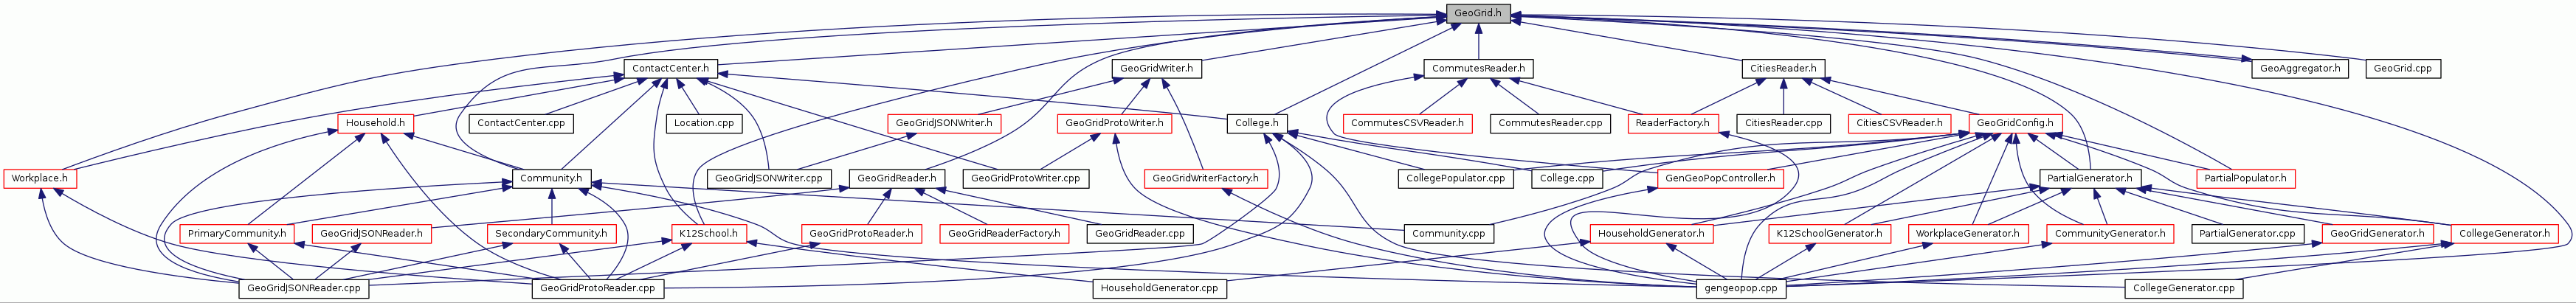 GeoGrid.h
ContactCenter.h
GeoGridWriter.h
CommutesReader.h
CitiesReader.h
GeoAggregator.h
GeoGrid.cpp
Household.h
ContactCenter.cpp
Location.cpp
GeoGridJSONWriter.h
GeoGridProtoWriter.h
College.h
CommutesCSVReader.h
CommutesReader.cpp
ReaderFactory.h
CitiesReader.cpp
CitiesCSVReader.h
GeoGridConfig.h
Workplace.h
Community.h
GeoGridJSONWriter.cpp
GeoGridReader.h
GeoGridProtoWriter.cpp
GeoGridWriterFactory.h
CollegePopulator.cpp
College.cpp
GenGeoPopController.h
PartialGenerator.h
PartialPopulator.h
PrimaryCommunity.h
GeoGridJSONReader.h
SecondaryCommunity.h
K12School.h
GeoGridProtoReader.h
GeoGridReaderFactory.h
GeoGridReader.cpp
Community.cpp
HouseholdGenerator.h
K12SchoolGenerator.h
WorkplaceGenerator.h
CommunityGenerator.h
PartialGenerator.cpp
GeoGridGenerator.h
CollegeGenerator.h
GeoGridJSONReader.cpp
GeoGridProtoReader.cpp
HouseholdGenerator.cpp
gengeopop.cpp
CollegeGenerator.cpp